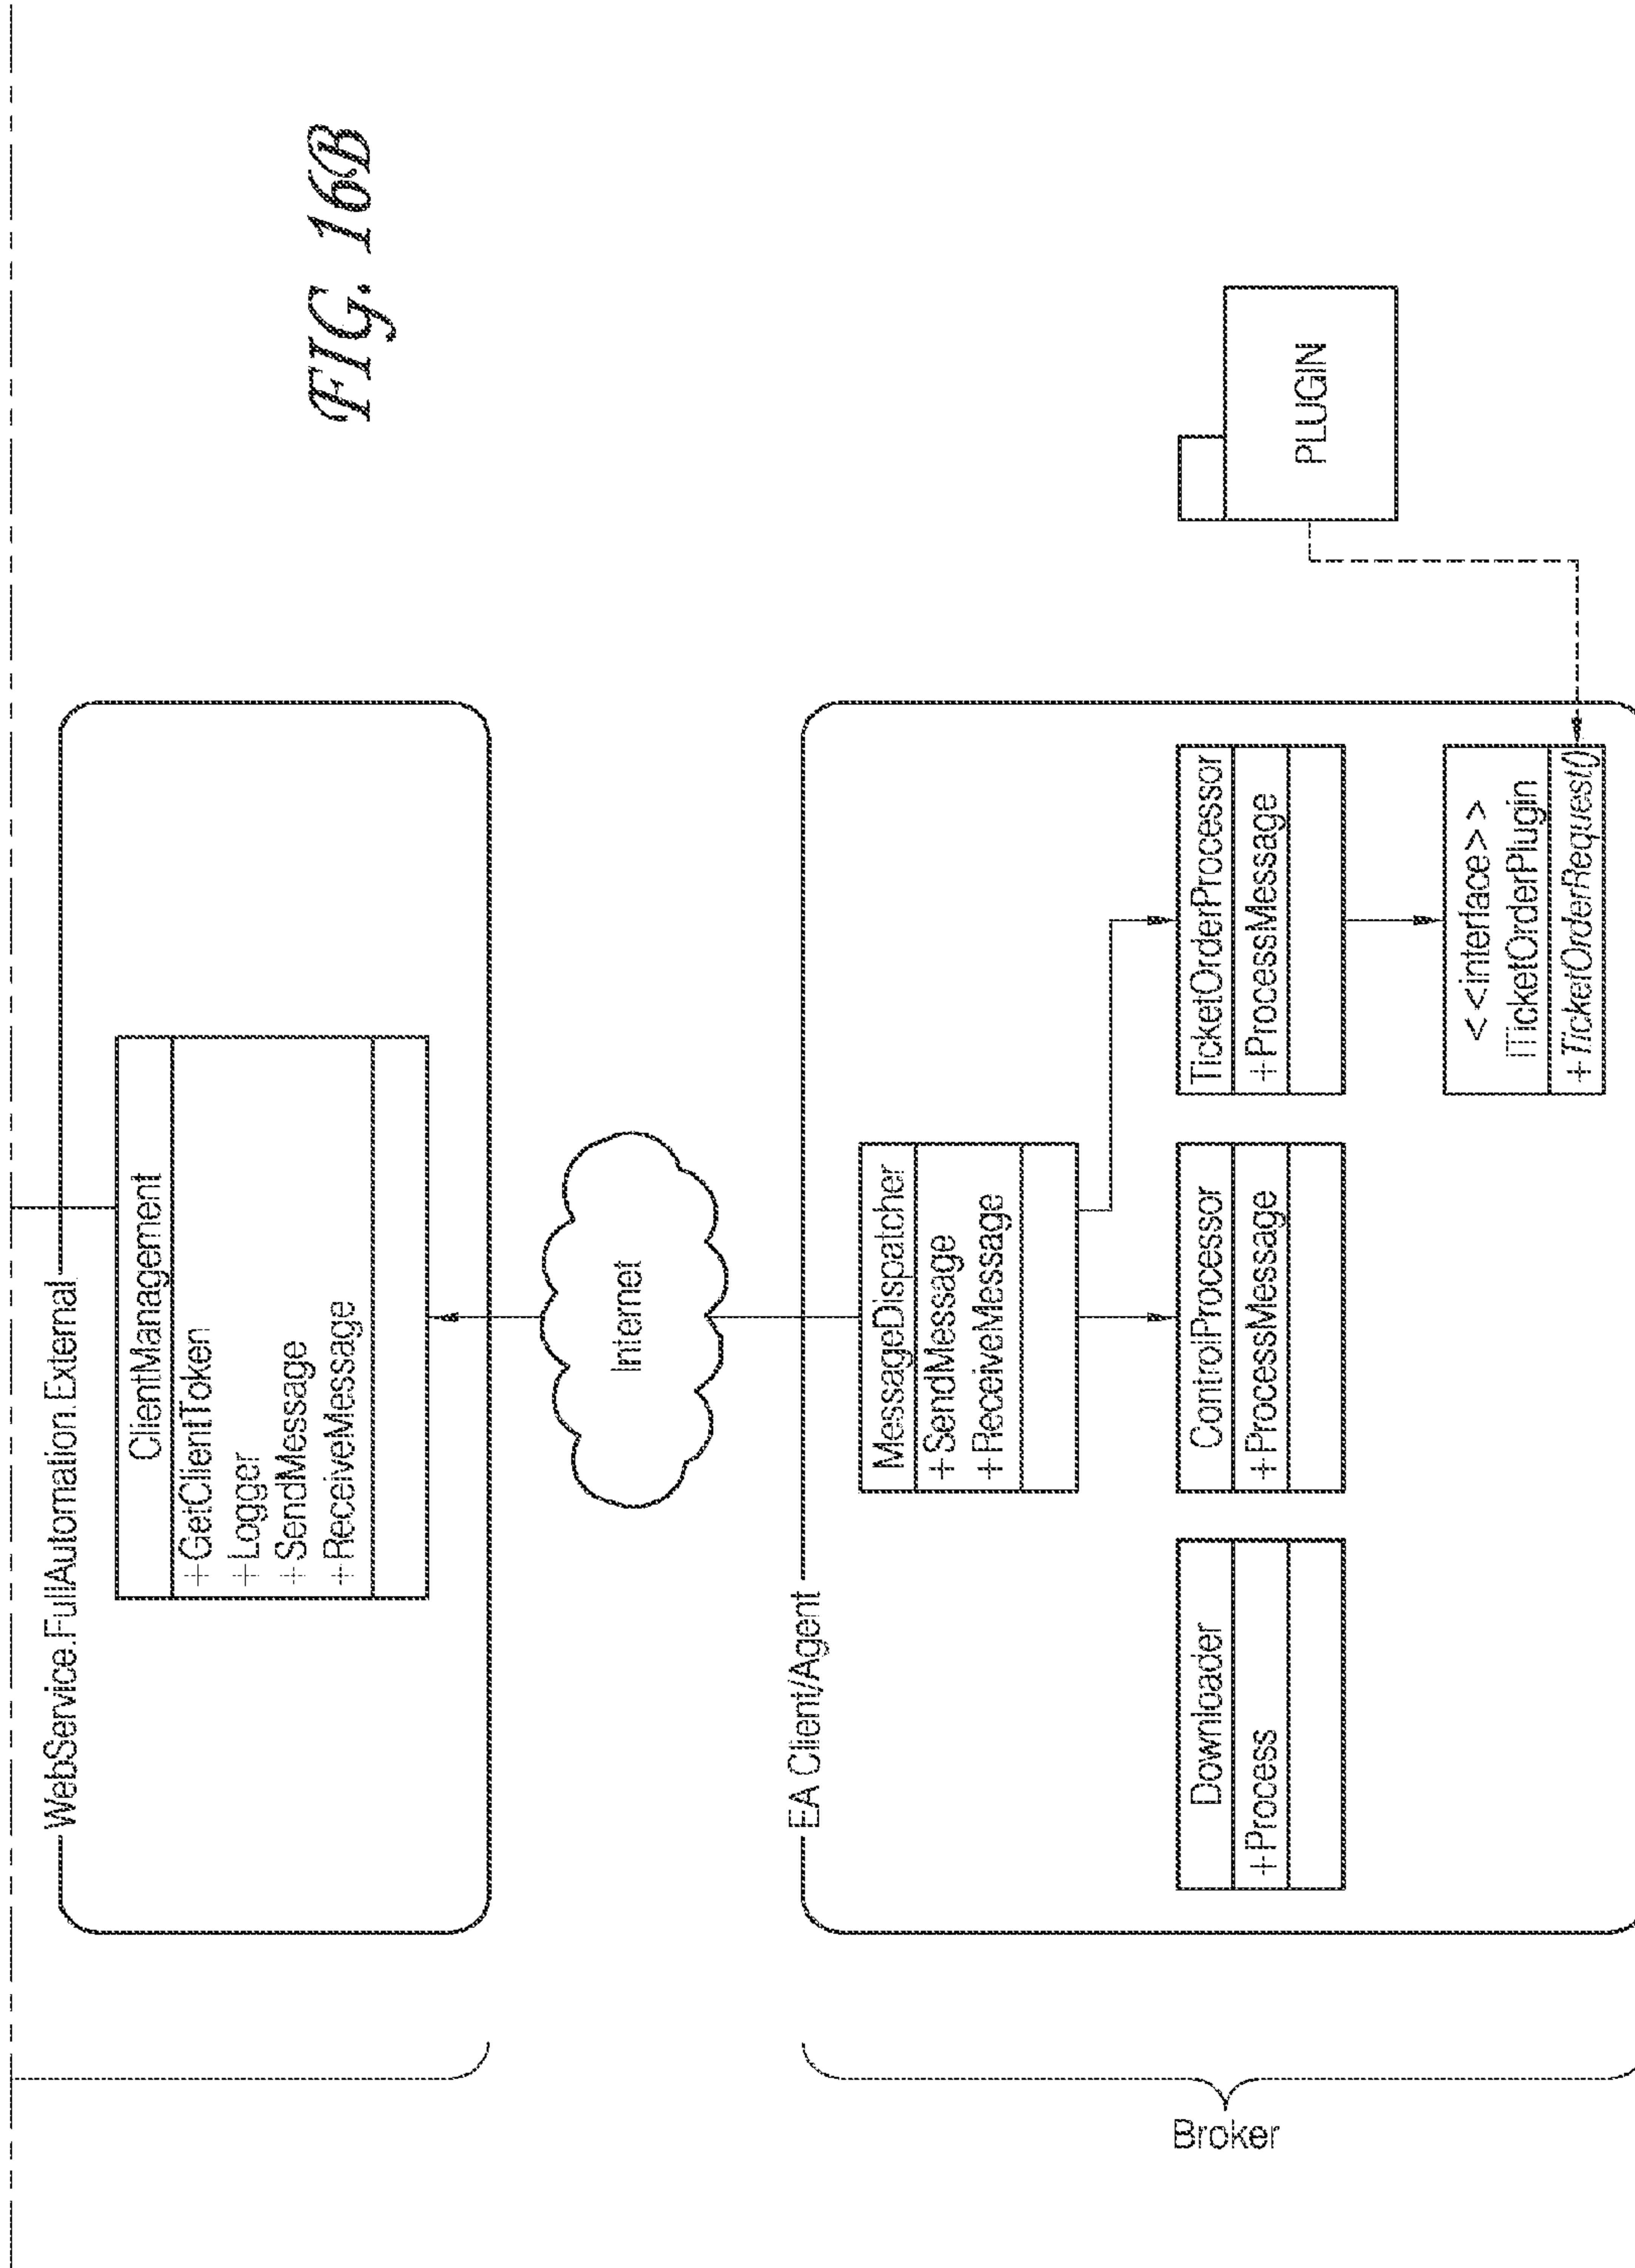 FIG. 16B
WebService.FullAutomation.External
ClientManagement
+GetClientToken
+Logger
+SendMessage
+ReceiveMessage
Internet
EA Client/Agent
MessageDispatcher
+SendMessage
+ReceiveMessage
Downloader
+Process
ControlProcessor
+ProcessMessage
TicketOrderProcessor
+ProcessMessage
<<interface>>
ITicketOrderPlugin
+TicketOrderRequest()
PLUGIN
Broker